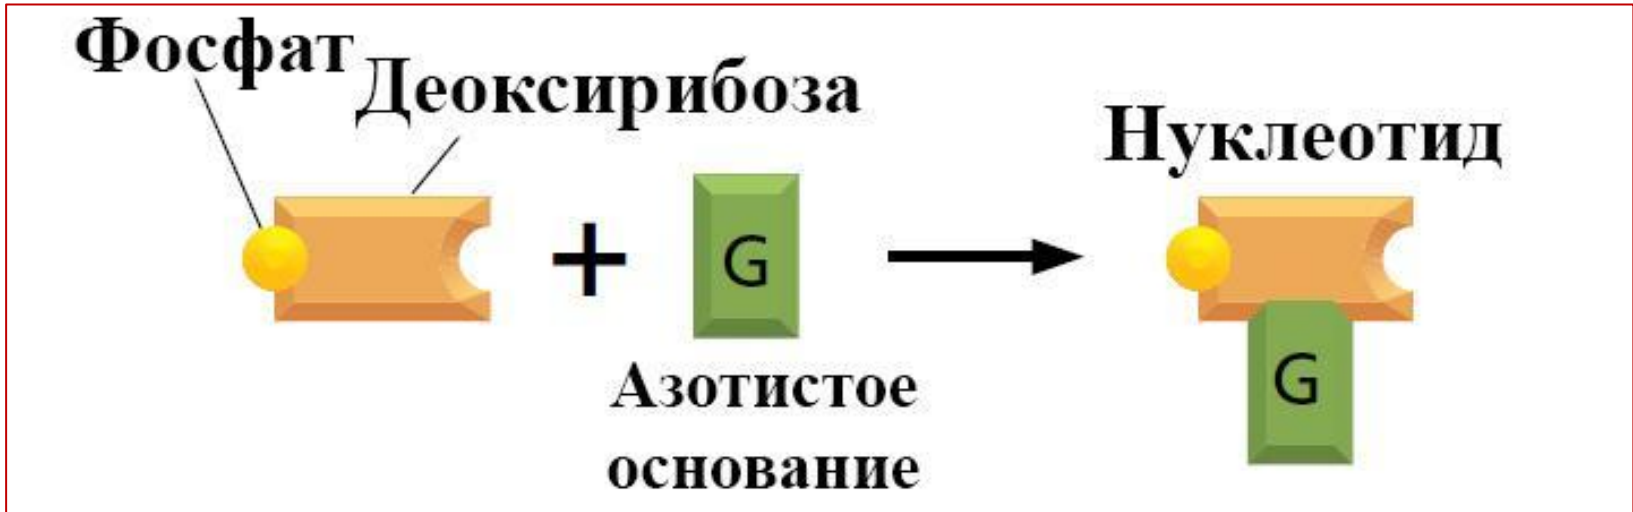 Фосфат
Деоксирибоза
Нуклеотид
G
G
Азотистое
основание